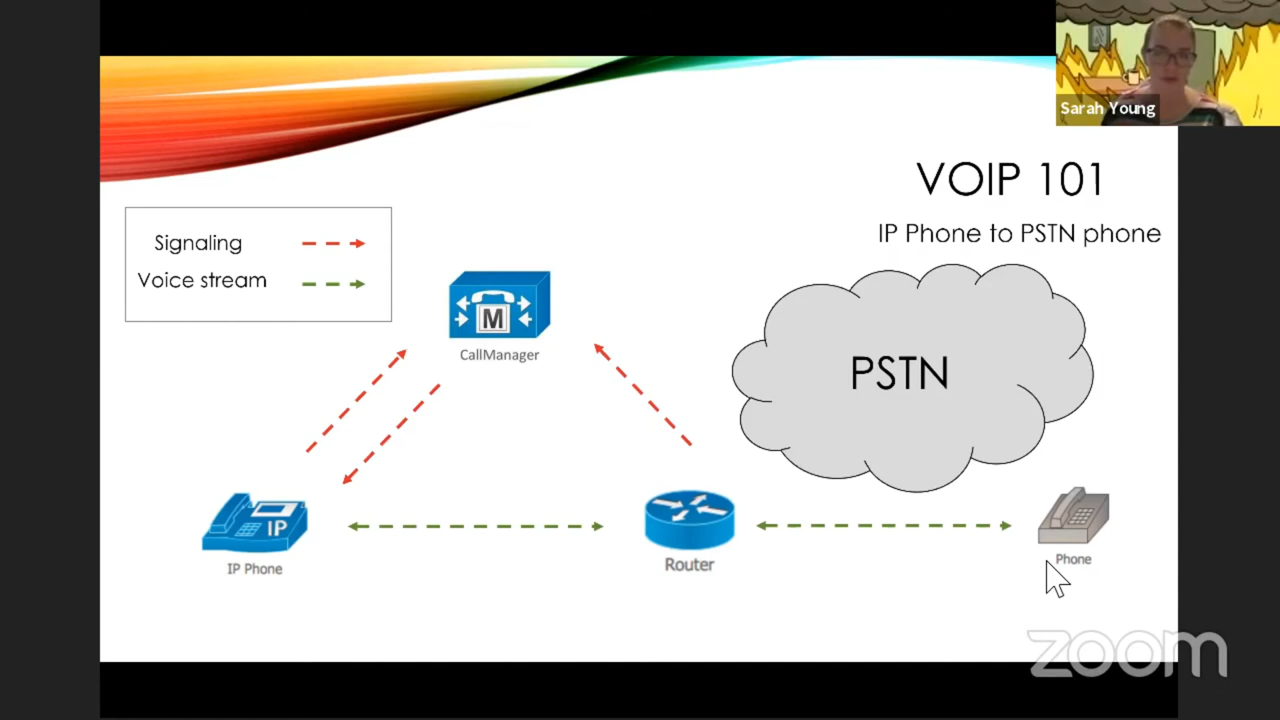 Sarah Young
VOIP 101
IP Phone to PSTN phone
Signaling
Voice stream
M
CallManager
PSTN
IP
IP Phone
Router
Phone
zoom